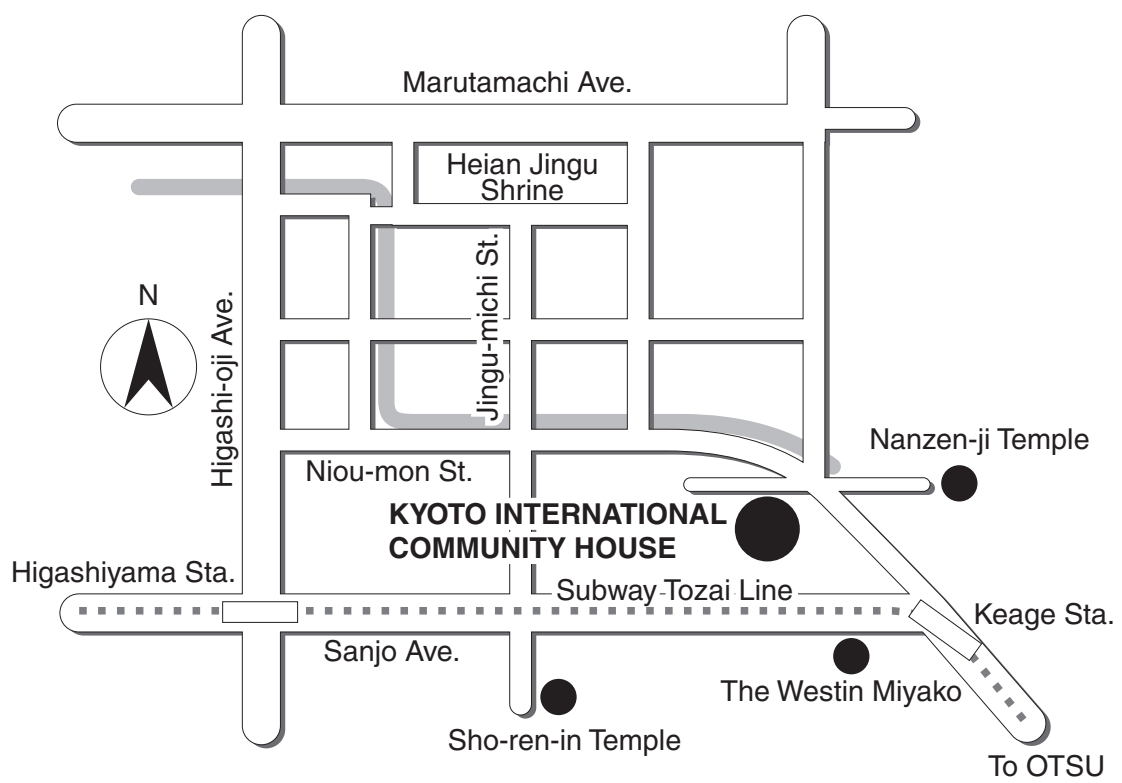 Marutamachi Ave.
Heian Jingu
Shrine
Jingu-michi St.
N
Higashi-oji Ave.
Nanzen-ji Temple
Niou-mon St.
KYOTO INTERNATIONAL
COMMUNITY HOUSE
Higashiyama Sta.
Subway Tozai Line
Keage Sta.
Sanjo Ave.
The Westin Miyako
Sho-ren-in Temple
To OTSU